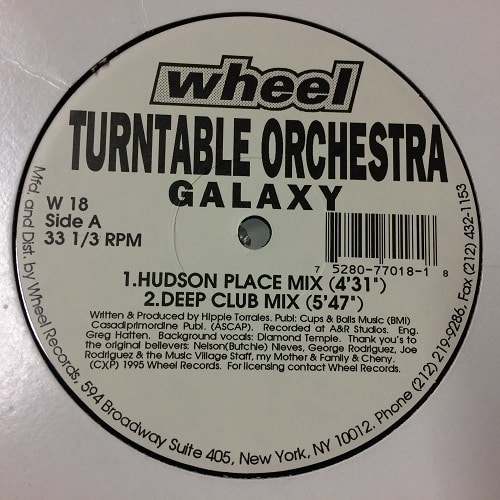 wheel
TURNTABLE ORCHESTRA
GALAXY
W 18
Side A
33 1/3 RPM
7 5280-77018-1 8
1.HUDSON PLACE MIX (4'31")
2.DEEP CLUB MIX (5'47")
Written & Produced by Hippie Torrales. Publ: Cups & Balls Music (BMI)
Casadiprimordine Publ. (ASCAP). Recorded at A&R Studios. Eng.
Greg Hatten. Background vocals: Diamond Temple. Thank you's to
the original believers: Nelson(Butchie) Nieves, George Rodriguez, Joe
Rodriguez & the Music Village Staff, my Mother & Family & Cheny.
(C)(P) 1995 Wheel Records. For licensing contact Wheel Records.
Mfd. and Dist. by Wheel Records, 594 Broadway Suite 405, New York, NY 10012. Phone (212) 219-9286, Fax (212) 432-1153